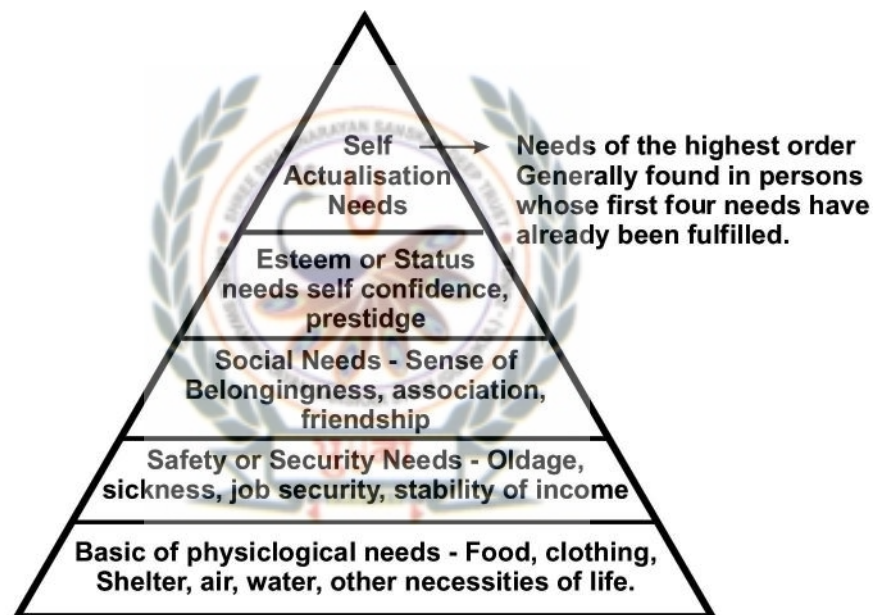 Self
Actualisation
Needs
Needs of the highest order
Generally found in persons
whose first four needs have
already been fulfilled.
Esteem or Status
needs self confidence,
prestidge
Social Needs - Sense of
Belongingness, association,
friendship
Safety or Security Needs - Oldage,
sickness, job security, stability of income
Basic of physiclogical needs - Food, clothing,
Shelter, air, water, other necessities of life.